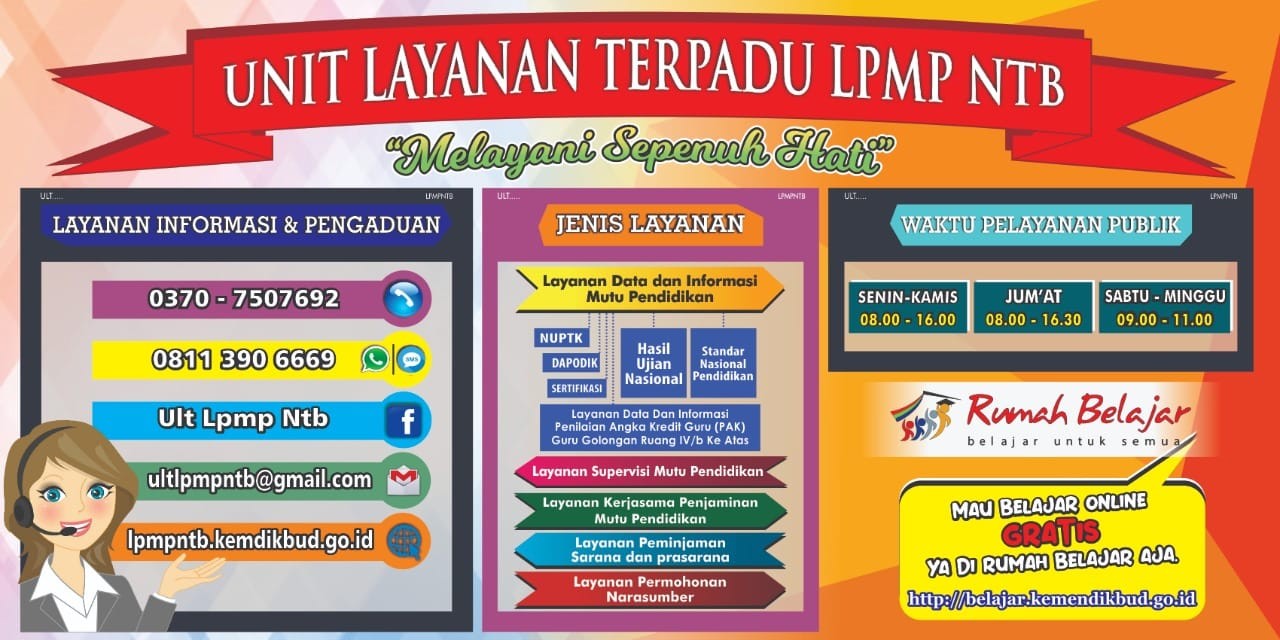 UNIT LAYANAN TERPADU LPMP NTB
"Melayani Sepenuh Hati"
ULT.....
LPMPNTB
LAYANAN INFORMASI & PENGADUAN
0370 - 7507692
0811 390 6669
SMS
Ult Lpmp Ntb
ultlpmpntb@gmail.com
lpmpntb.kemdikbud.go.id
ULT.....
LPMPNTB
JENIS LAYANAN
Layanan Data dan Informasi
Mutu Pendidikan
NUPTK
DAPODIK
SERTIFIKASI
Hasil
Ujian
Nasional
Standar
Nasional
Pendidikan
Layanan Data Dan Informasi
Penilaian Angka Kredit Guru (PAK)
Guru Golongan Ruang IV/b Ke Atas
Layanan Supervisi Mutu Pendidikan
Layanan Kerjasama Penjaminan
Mutu Pendidikan
Layanan Peminjaman
Sarana dan prasarana
Layanan Permohonan
Narasumber
ULT.....
LPMPNTB
WAKTU PELAYANAN PUBLIK
SENIN-KAMIS
08.00 - 16.00
JUM'AT
08.00 - 16.30
SABTU - MINGGU
09.00 - 11.00
Rumah Belajar
belajar untuk semua
MAU BELAJAR ONLINE
GRATIS
YA DI RUMAH BELAJAR AJA.
http://belajar.kemendikbud.go.id